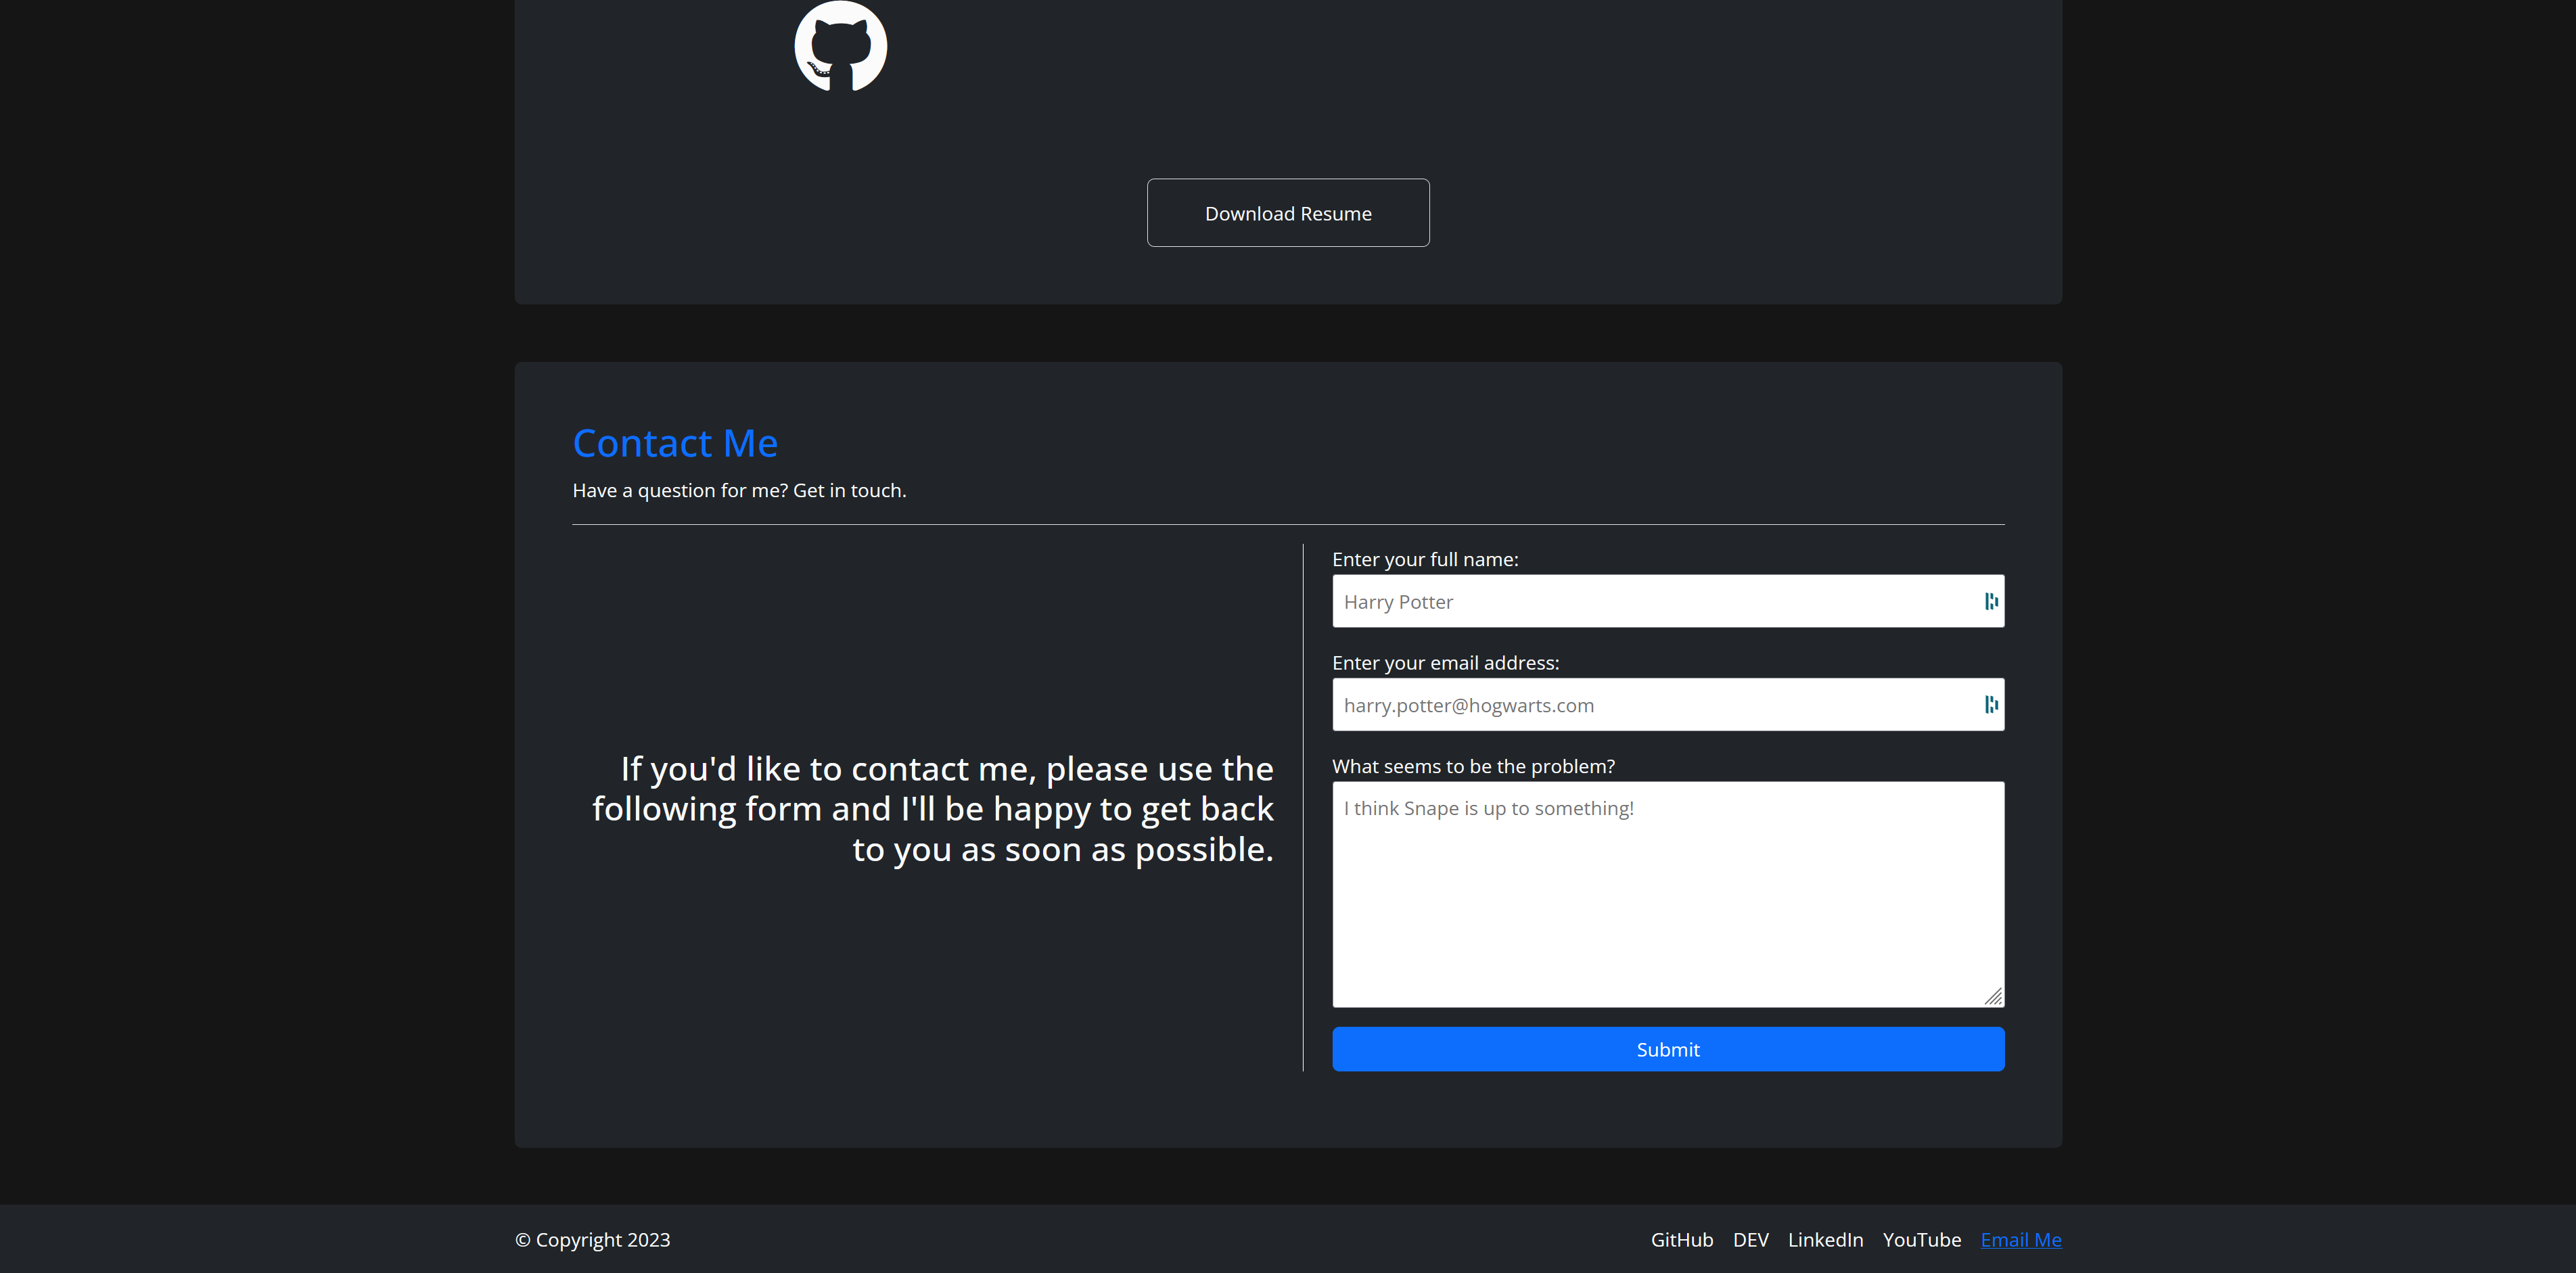 Download Resume
Contact Me
Have a question for me? Get in touch.
If you'd like to contact me, please use the
following form and I'll be happy to get back
to you as soon as possible.
Enter your full name:
Harry Potter
Enter your email address:
harry.potter@hogwarts.com
What seems to be the problem?
I think Snape is up to something!
Submit
© Copyright 2023
GitHub DEV LinkedIn YouTube Email Me